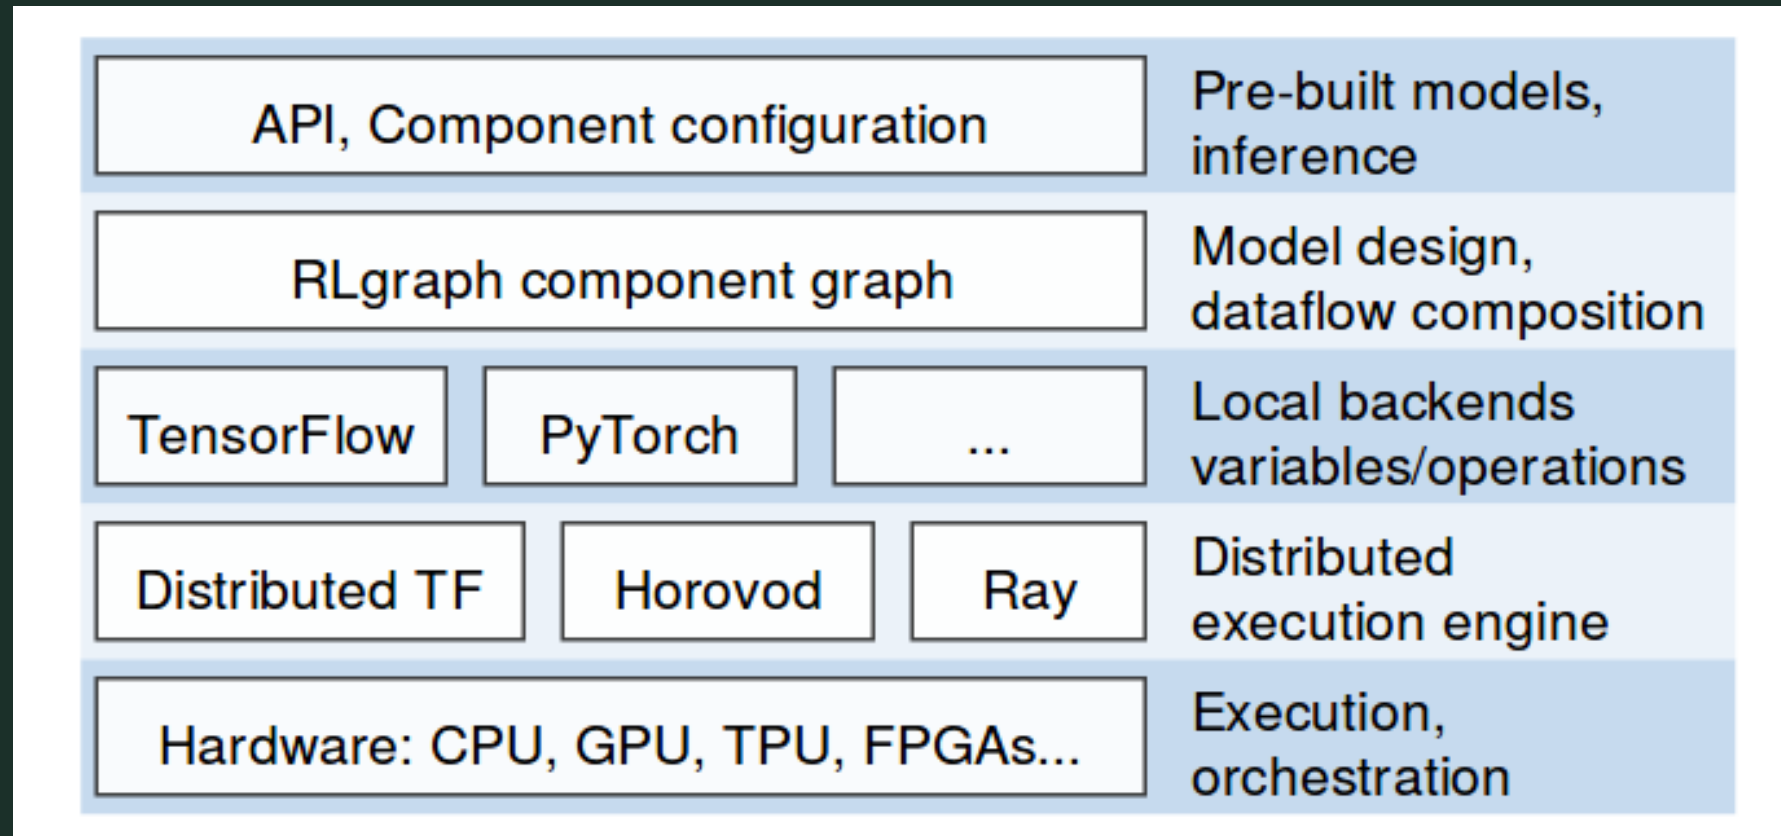 API, Component configuration
Pre-built models,
inference
RLgraph component graph
Model design,
dataflow composition
TensorFlow
PyTorch
...
Local backends
variables/operations
Distributed TF
Horovod
Ray
Distributed
execution engine
Hardware: CPU, GPU, TPU, FPGAs...
Execution,
orchestration